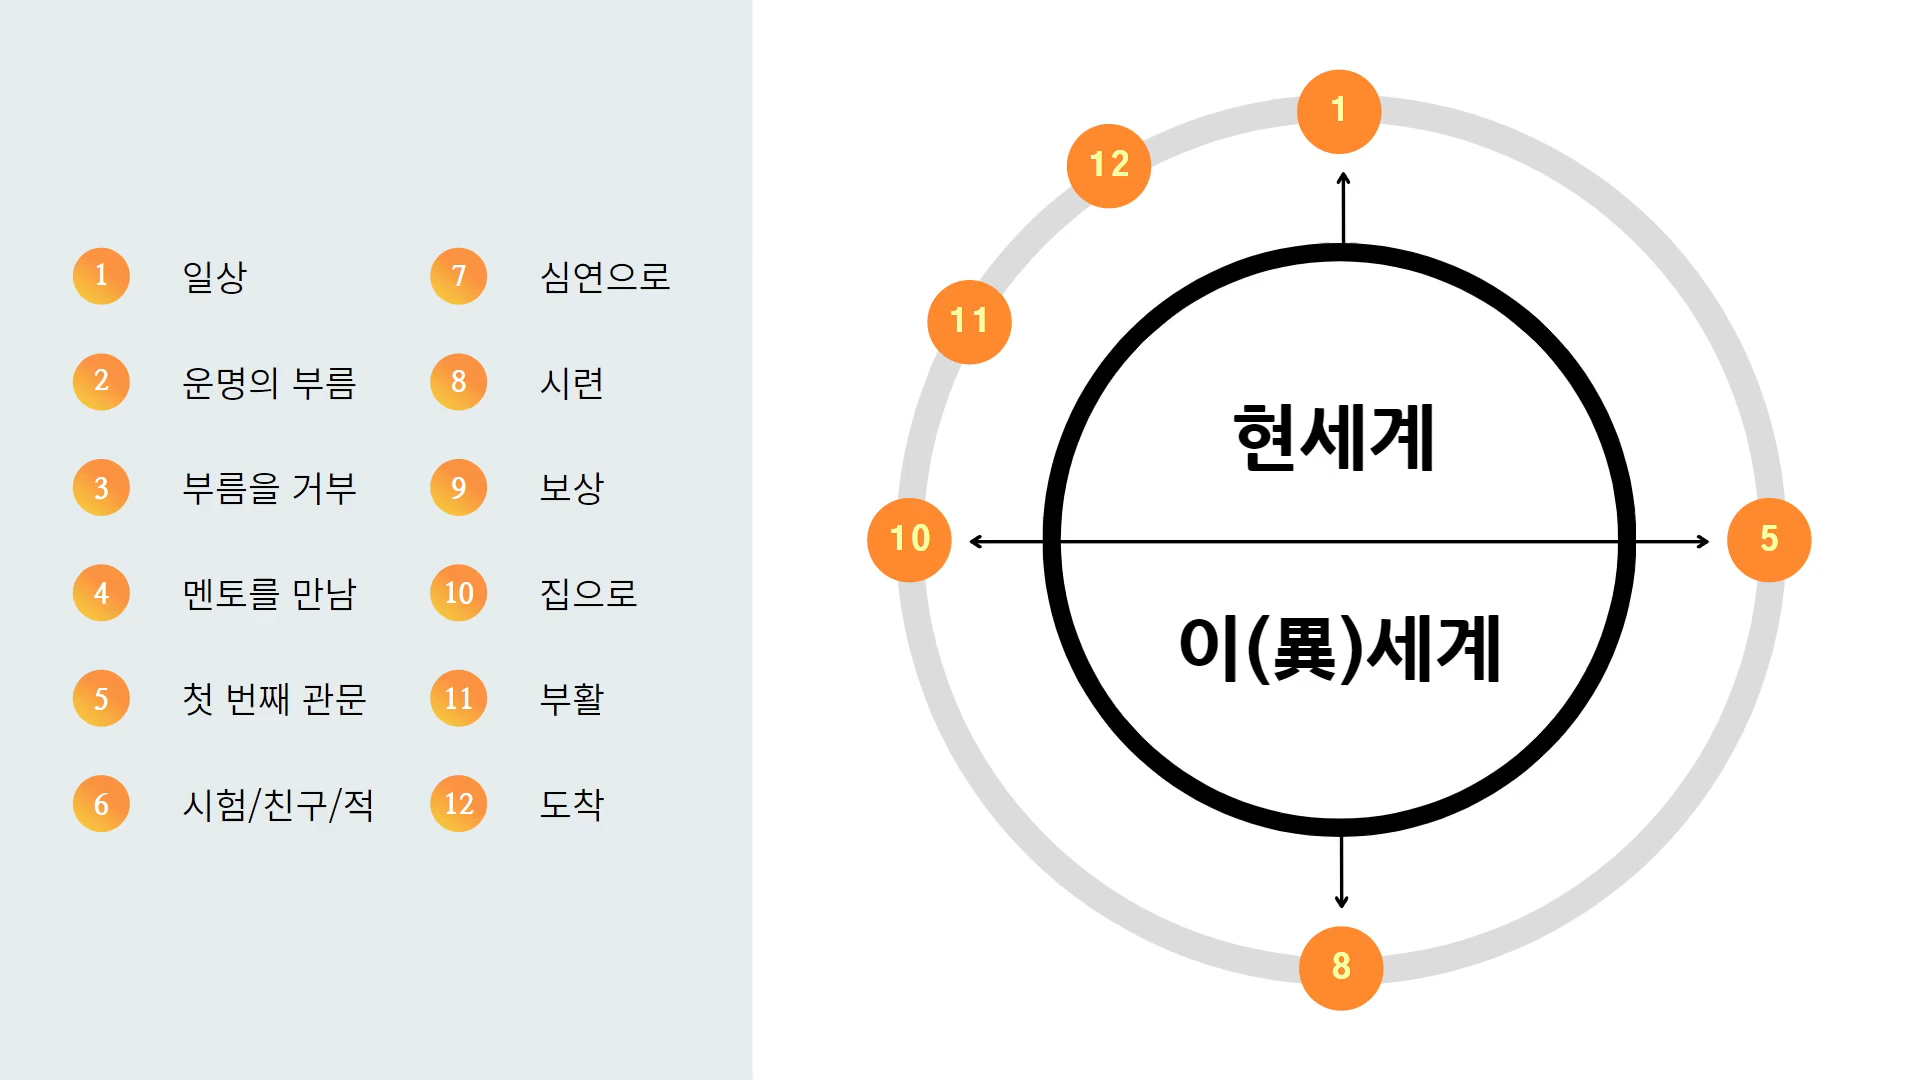 1 일상
2 운명의 부름
3 부름을 거부
4 멘토를 만남
5 첫 번째 관문
6 시험/친구/적
7 심연으로
8 시련
9 보상
10 집으로
11 부활
12 도착
1
12
11
현세계
10
5
이(異)세계
8